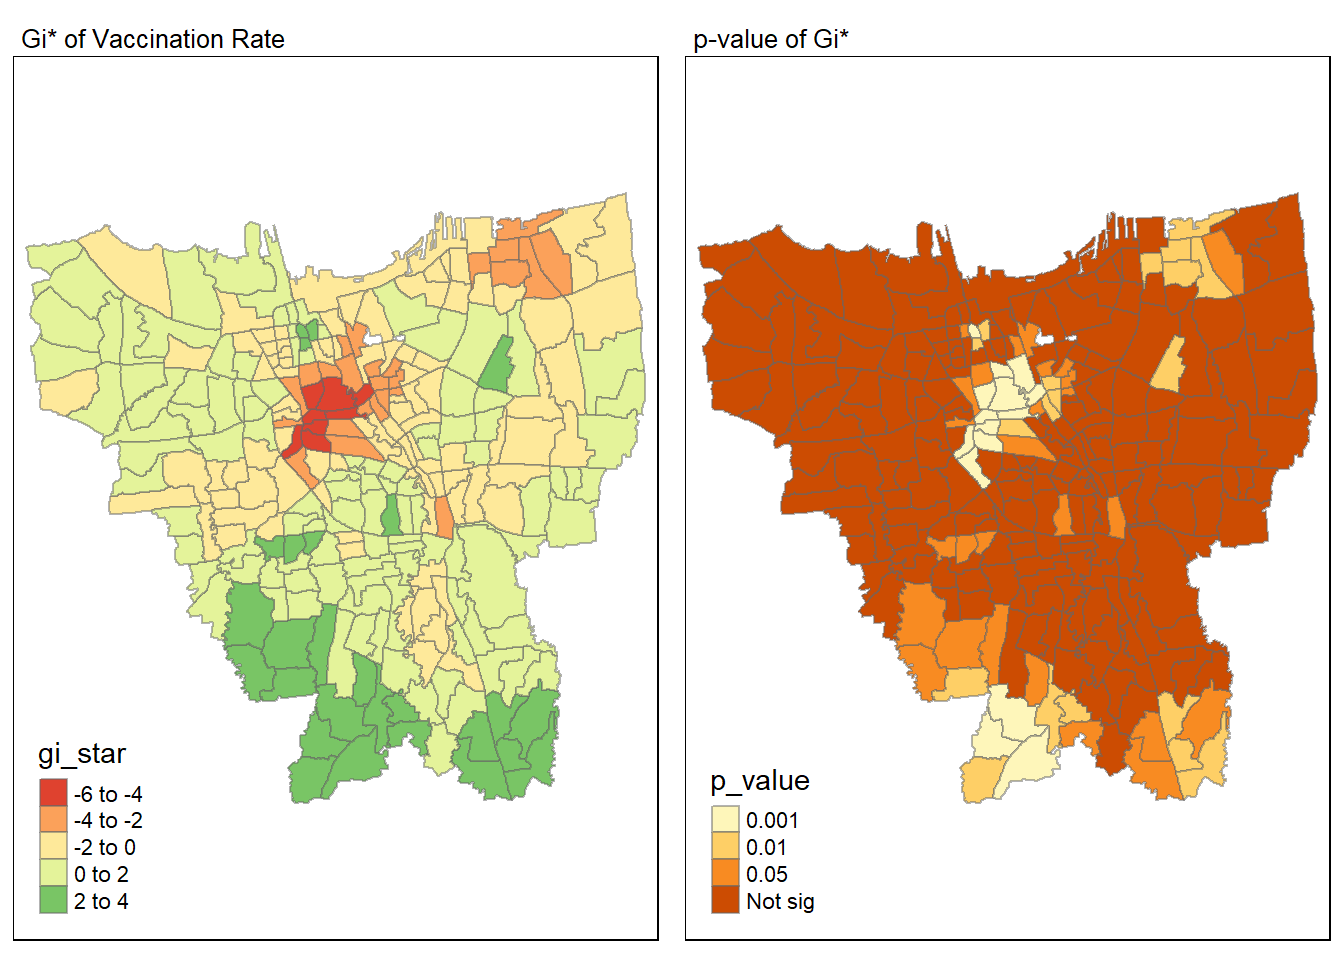 Gi* of Vaccination Rate
gi_star
-6 to -4
-4 to -2
-2 to 0
0 to 2
2 to 4
p-value of Gi*
p_value
0.001
0.01
0.05
Not sig